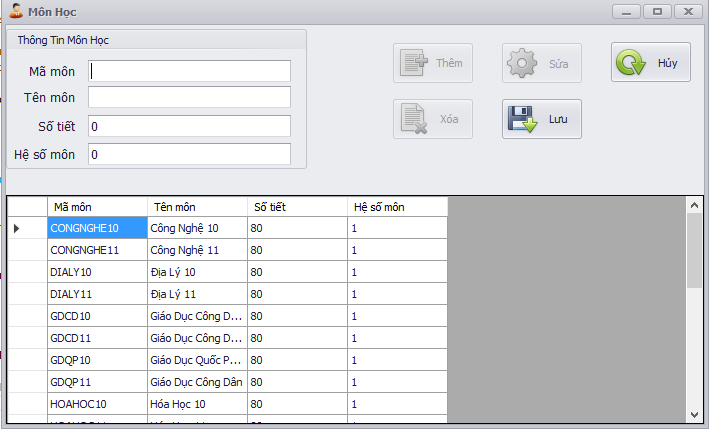 Môn Học
Thông Tin Môn Học
Mã môn
Tên môn
Số tiết 0
Hệ số môn 0
Thêm Sửa Hủy
Xóa Lưu
Mã môn Tên môn Số tiết Hệ số môn
CONGNGHE10 Công Nghệ 10 80 1
CONGNGHE11 Công Nghệ 11 80 1
DIALY10 Địa Lý 10 80 1
DIALY11 Địa Lý 11 80 1
GDCD10 Giáo Dục Công D... 80 1
GDCD11 Giáo Dục Công D... 80 1
GDQP10 Giáo Dục Quốc P... 80 1
GDQP11 Giáo Dục Công Dân 80 1
HOAHOC10 Hóa Học 10 80 1